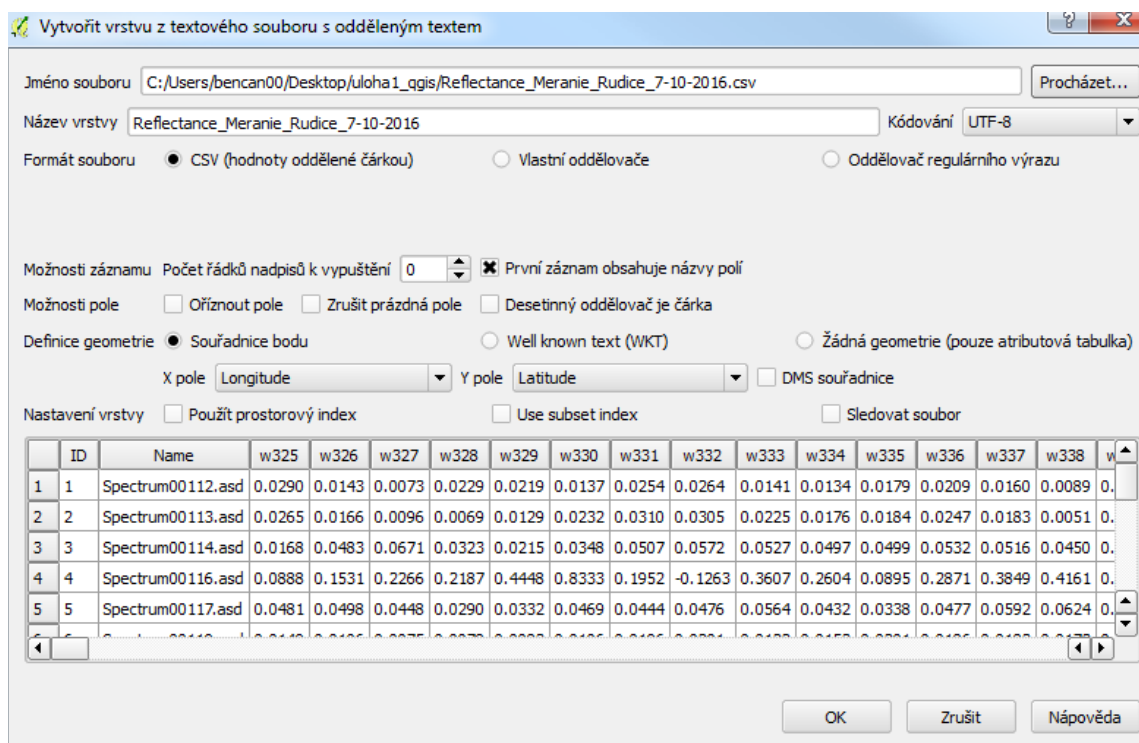 Vytvořit vrstvu z textového souboru s odděleným textem
Jméno souboru C:/Users/bencan00/Desktop/uloha1_qgis/Reflectance_Meranie_Rudice_7-10-2016.csv Procházet...
Název vrstvy Reflectance_Meranie_Rudice_7-10-2016 Kódování UTF-8
Formát souboru CSV (hodnoty oddělené čárkou) Vlastní oddělovače Oddělovač regulárního výrazu
Možnosti záznamu Počet řádků nadpisů k vypuštění 0 První záznam obsahuje názvy polí
Možnosti pole Oříznout pole Zrušit prázdná pole Desetinný oddělovač je čárka
Definice geometrie Souřadnice bodu Well known text (WKT) Žádná geometrie (pouze atributová tabulka)
X pole Longitude Y pole Latitude DMS souřadnice
Nastavení vrstvy Použít prostorový index Use subset index Sledovat soubor
ID Name w325 w326 w327 w328 w329 w330 w331 w332 w333 w334 w335 w336 w337 w338
1 1 Spectrum00112.asd 0.0290 0.0143 0.0073 0.0229 0.0219 0.0137 0.0254 0.0264 0.0141 0.0134 0.0179 0.0209 0.0160 0.0089 0.
2 2 Spectrum00113.asd 0.0265 0.0166 0.0096 0.0069 0.0129 0.0232 0.0310 0.0305 0.0225 0.0176 0.0184 0.0247 0.0183 0.0051 0.
3 3 Spectrum00114.asd 0.0168 0.0483 0.0671 0.0323 0.0215 0.0348 0.0507 0.0572 0.0527 0.0497 0.0499 0.0532 0.0516 0.0450 0.
4 4 Spectrum00116.asd 0.0888 0.1531 0.2266 0.2187 0.4448 0.8333 0.1952 -0.1263 0.3607 0.2604 0.0895 0.2871 0.3849 0.4161 0.
5 5 Spectrum00117.asd 0.0481 0.0498 0.0448 0.0290 0.0332 0.0469 0.0444 0.0476 0.0564 0.0432 0.0338 0.0477 0.0592 0.0624 0.
OK Zrušit Nápověda